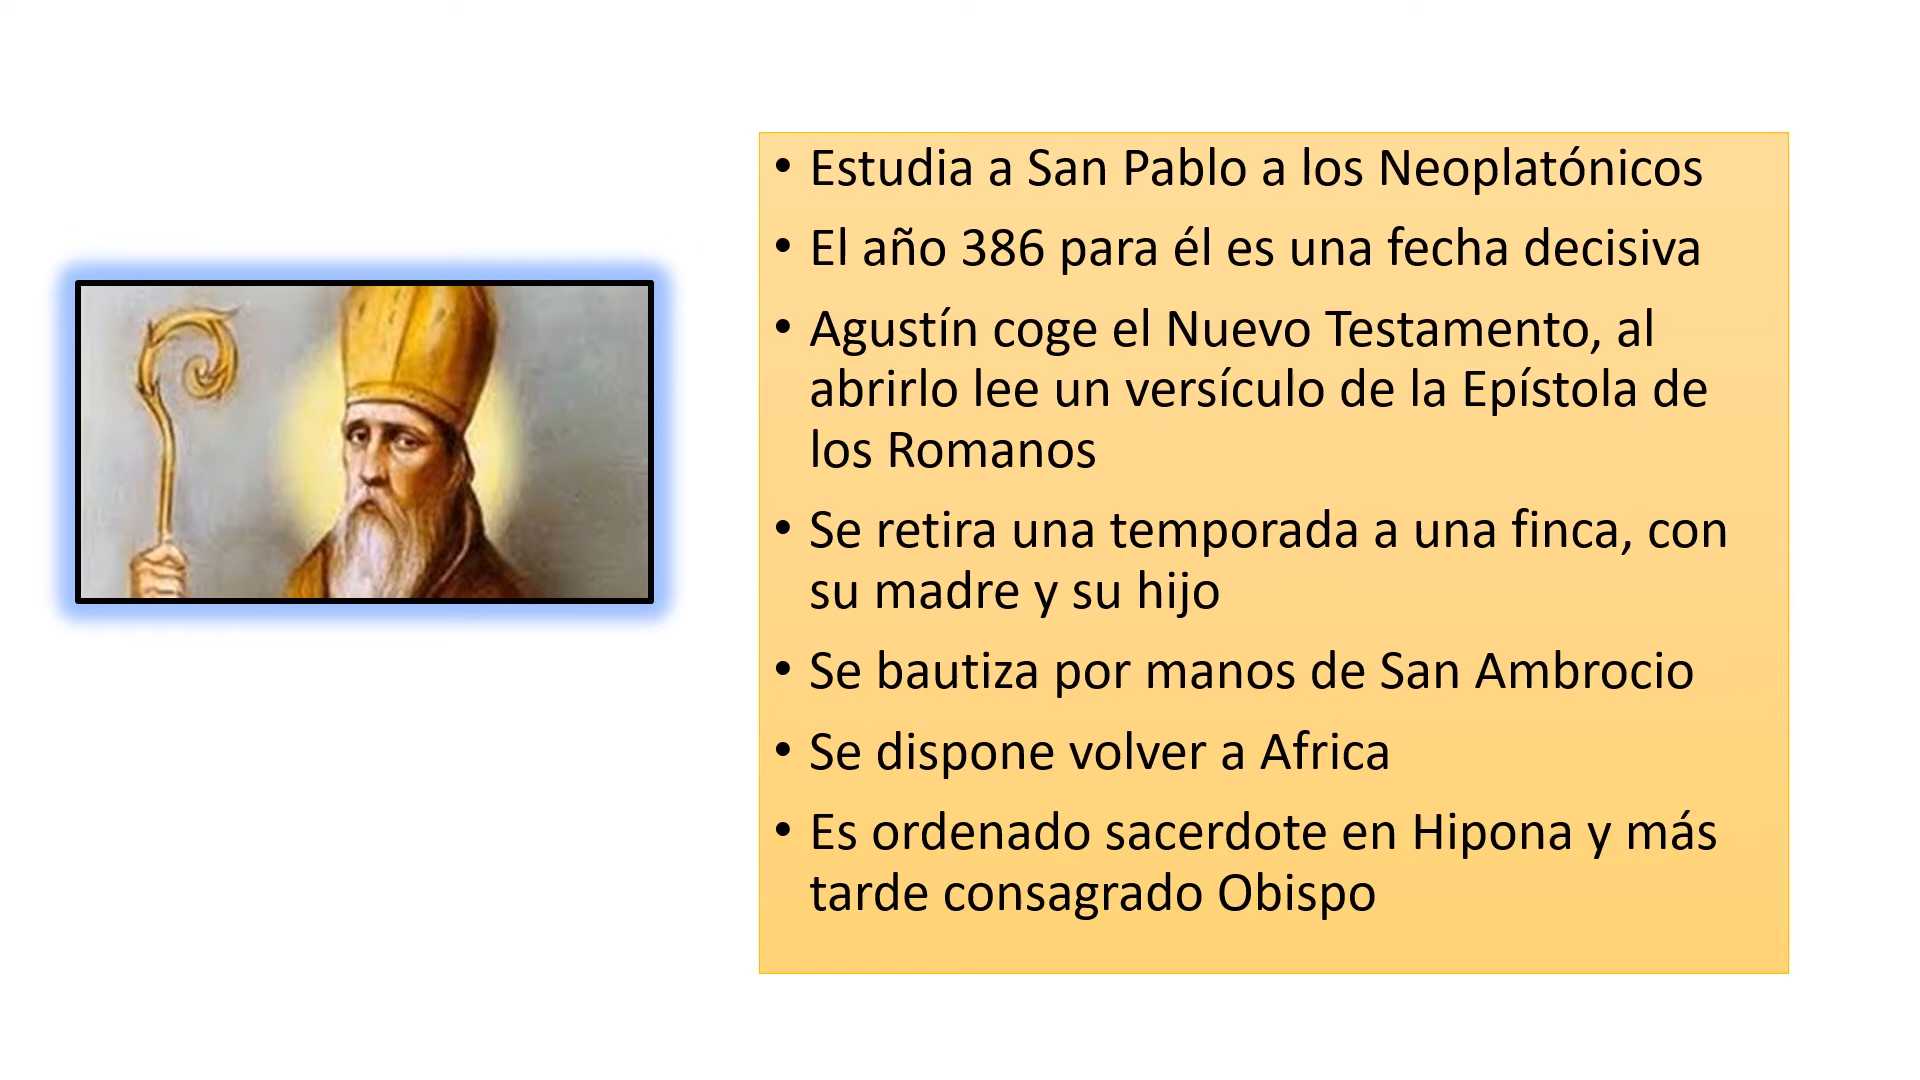 • Estudia a San Pablo a los Neoplatónicos
• El año 386 para él es una fecha decisiva
• Agustín coge el Nuevo Testamento, al
abrirlo lee un versículo de la Epístola de
los Romanos
• Se retira una temporada a una finca, con
su madre y su hijo
• Se bautiza por manos de San Ambrocio
• Se dispone volver a Africa
• Es ordenado sacerdote en Hipona y más
tarde consagrado Obispo